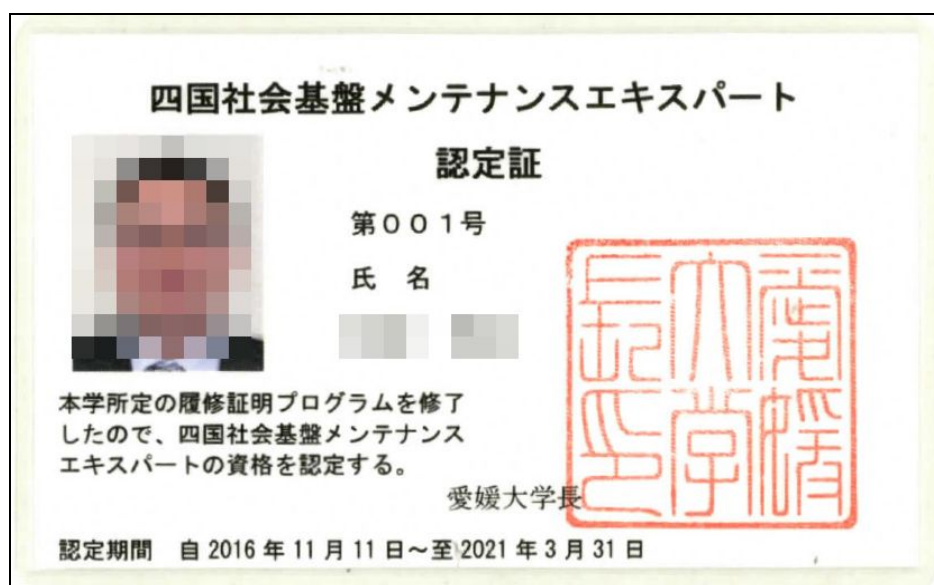 四国社会基盤メンテナンスエキスパート
認定証
第００１号
氏 名
本学所定の履修証明プログラムを修了
したので、四国社会基盤メンテナンス
エキスパートの資格を認定する。
愛媛大学長
愛媛大学長印
認定期間 自 2016 年 11 月 11 日～至 2021 年 3 月 31 日